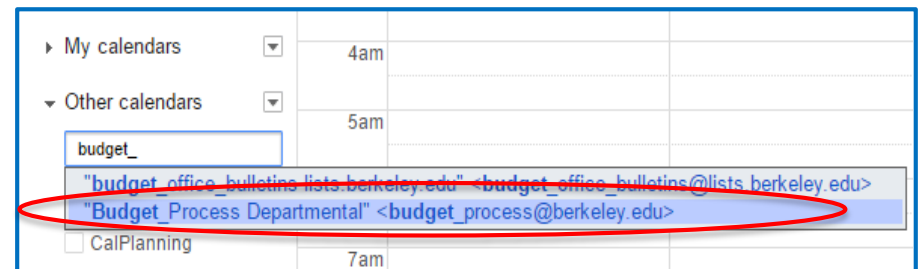 My calendars
4am
Other calendars
5am
budget_
"budget_office_bulletins-lists.berkeley.edu" <budget_office_bulletins@lists.berkeley.edu>
"Budget_Process Departmental" <budget_process@berkeley.edu>
CalPlanning
7am